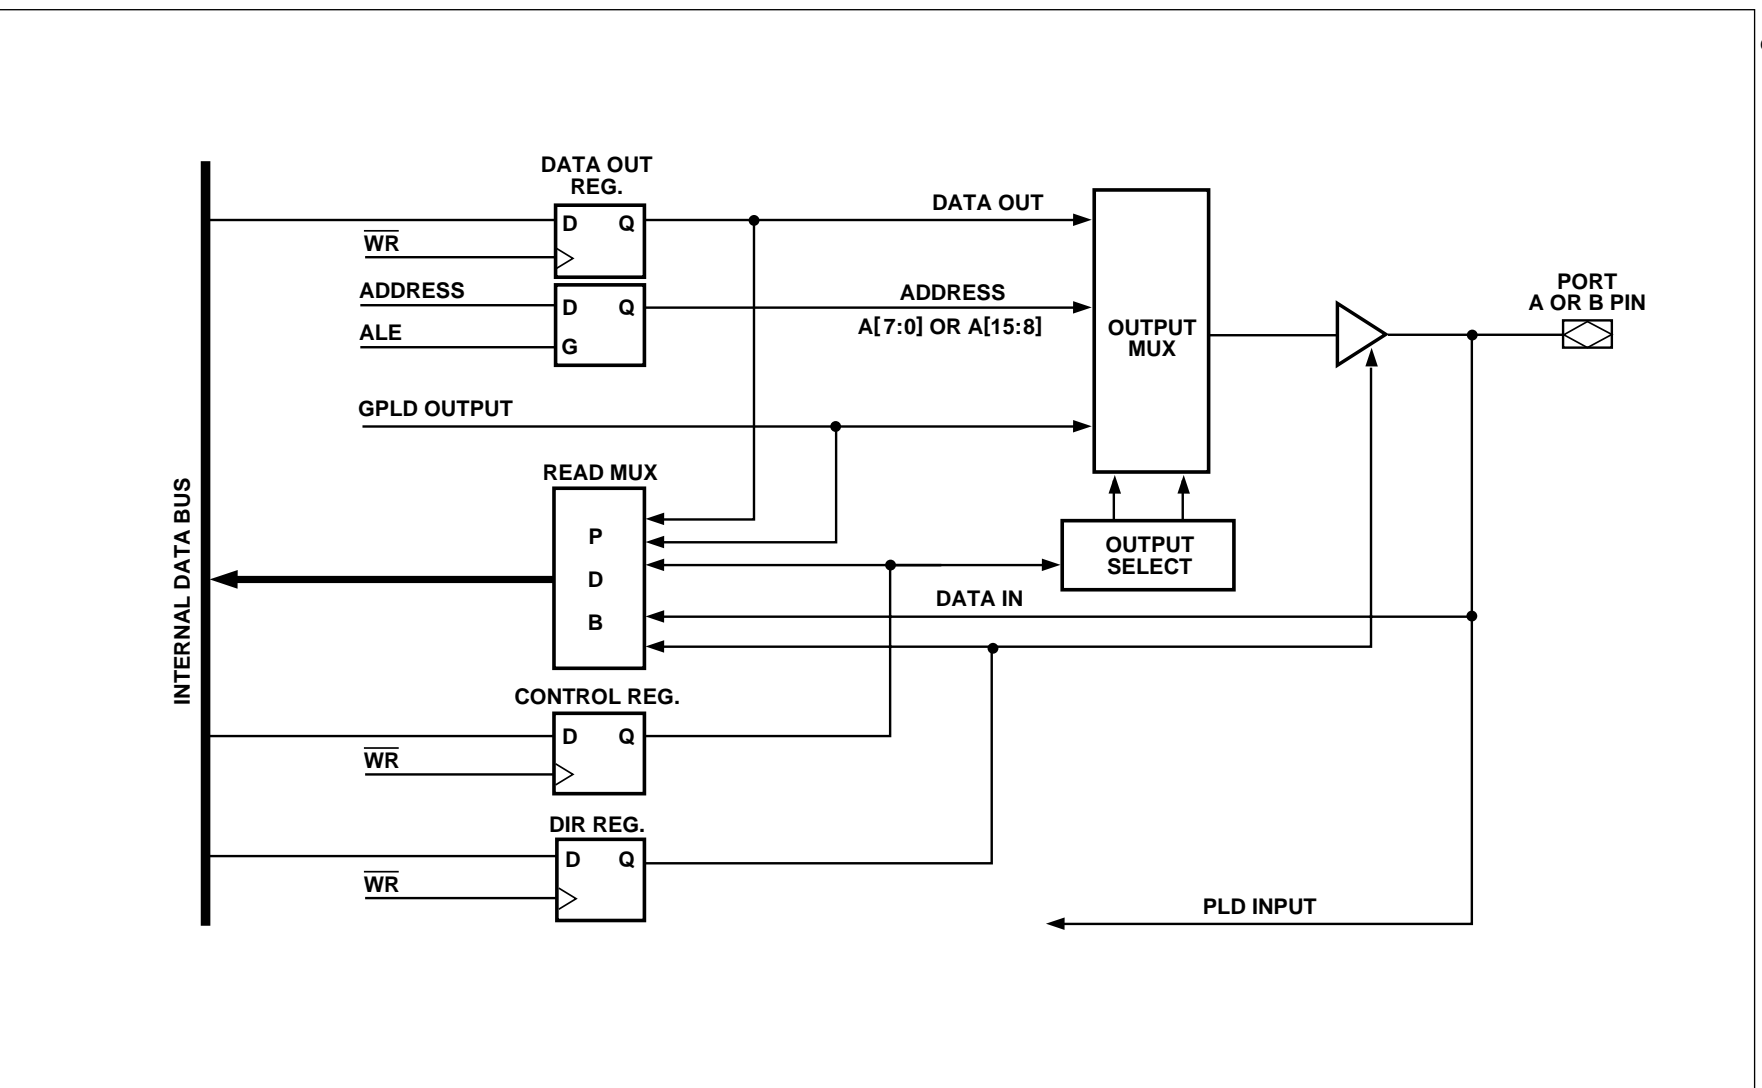 DATA OUT
REG.
D Q
WR
DATA OUT
ADDRESS
ALE
D Q
G
ADDRESS
A[7:0] OR A[15:8]
OUTPUT
MUX
PORT
A OR B PIN
GPLD OUTPUT
READ MUX
P
D
B
OUTPUT
SELECT
DATA IN
INTERNAL DATA BUS
CONTROL REG.
D Q
WR
DIR REG.
D Q
WR
PLD INPUT